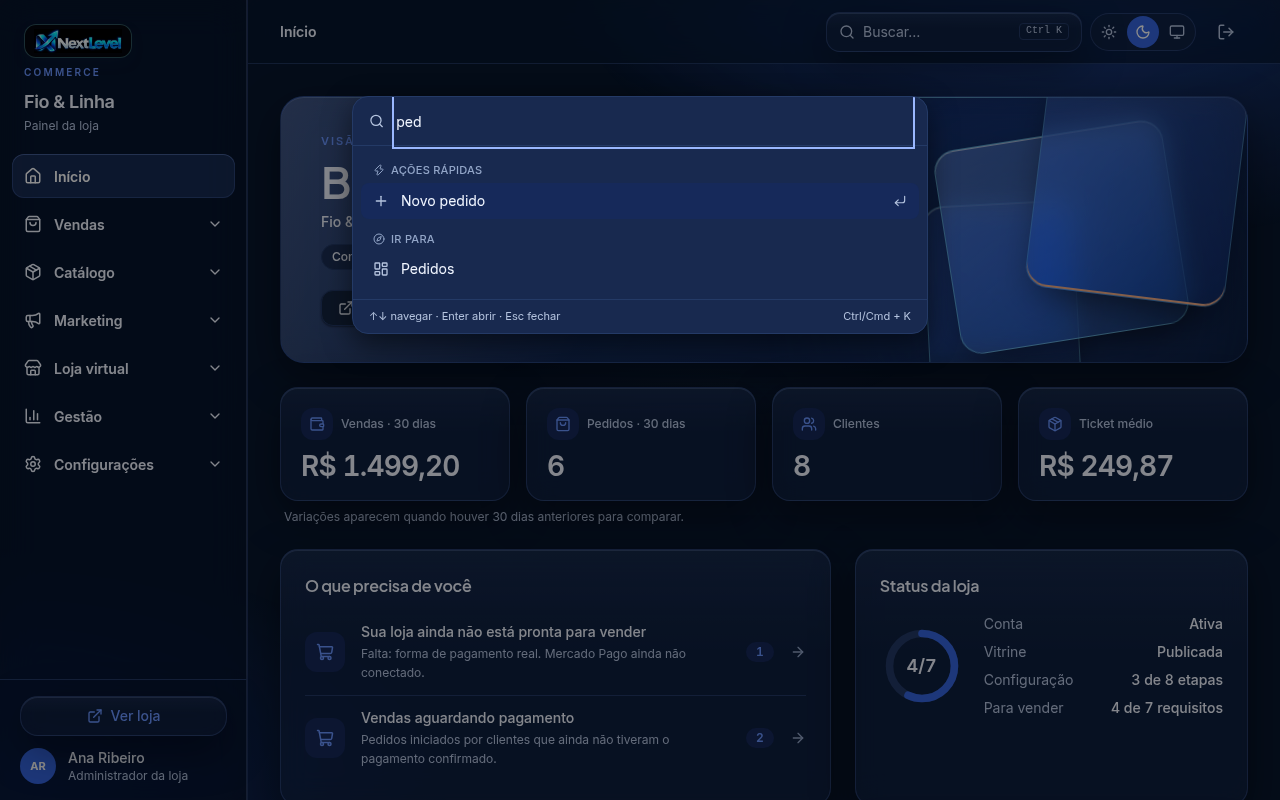 NextLevel
COMMERCE
Fio & Linha
Painel da loja
Início
Vendas
Catálogo
Marketing
Loja virtual
Gestão
Configurações
Ver loja
AR
Ana Ribeiro
Administrador da loja
Início
Buscar...
Ctrl K
ped
AÇÕES RÁPIDAS
Novo pedido
IR PARA
Pedidos
↑↓ navegar · Enter abrir · Esc fechar
Ctrl/Cmd + K
Vendas · 30 dias
R$ 1.499,20
Pedidos · 30 dias
6
Clientes
8
Ticket médio
R$ 249,87
Variações aparecem quando houver 30 dias anteriores para comparar.
O que precisa de você
Sua loja ainda não está pronta para vender
Falta: forma de pagamento real. Mercado Pago ainda não
conectado.
1
Vendas aguardando pagamento
Pedidos iniciados por clientes que ainda não tiveram o
pagamento confirmado.
2
Status da loja
4/7
Conta Ativa
Vitrine Publicada
Configuração 3 de 8 etapas
Para vender 4 de 7 requisitos